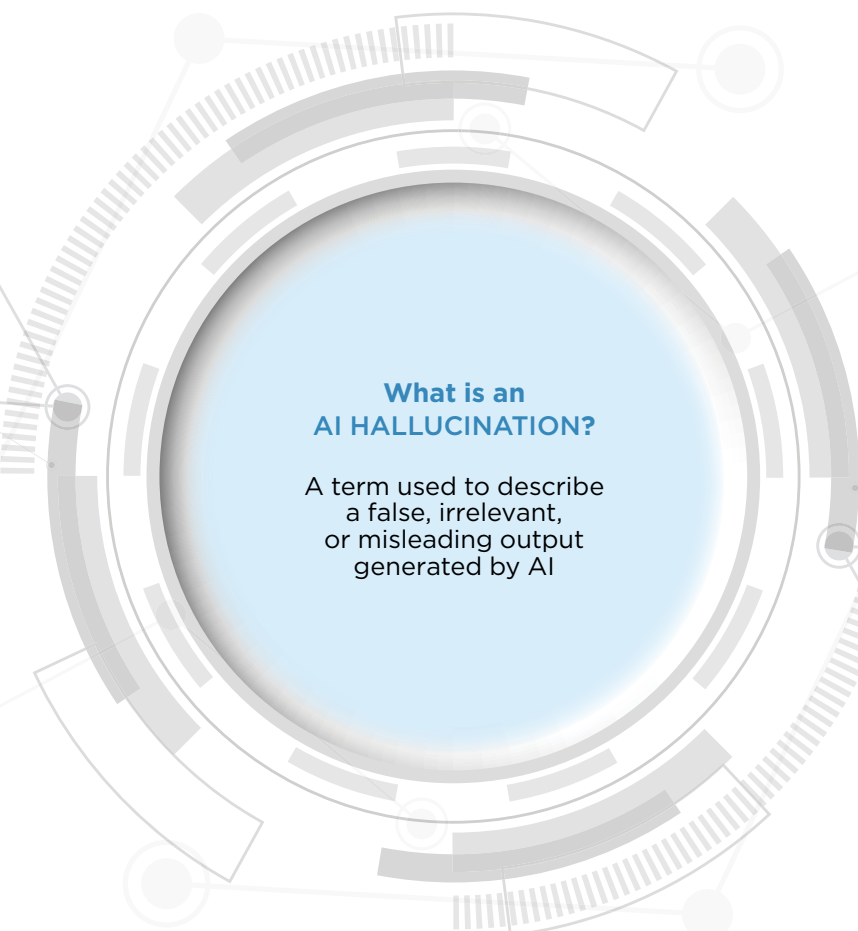 What is an
AI HALLUCINATION?
A term used to describe
a false, irrelevant,
or misleading output
generated by AI